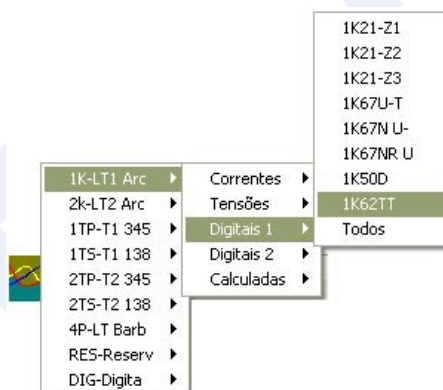 1K-LT1 Arc
2k-LT2 Arc
1TP-T1 345
1TS-T1 138
2TP-T2 345
2TS-T2 138
4P-LT Barb
RES-Reserv
DIG-Digita
Correntes
Tensões
Digitais 1
Digitais 2
Calculadas
1K21-Z1
1K21-Z2
1K21-Z3
1K67U-T
1K67N U-
1K67NR U
1K50D
1K62TT
Todos